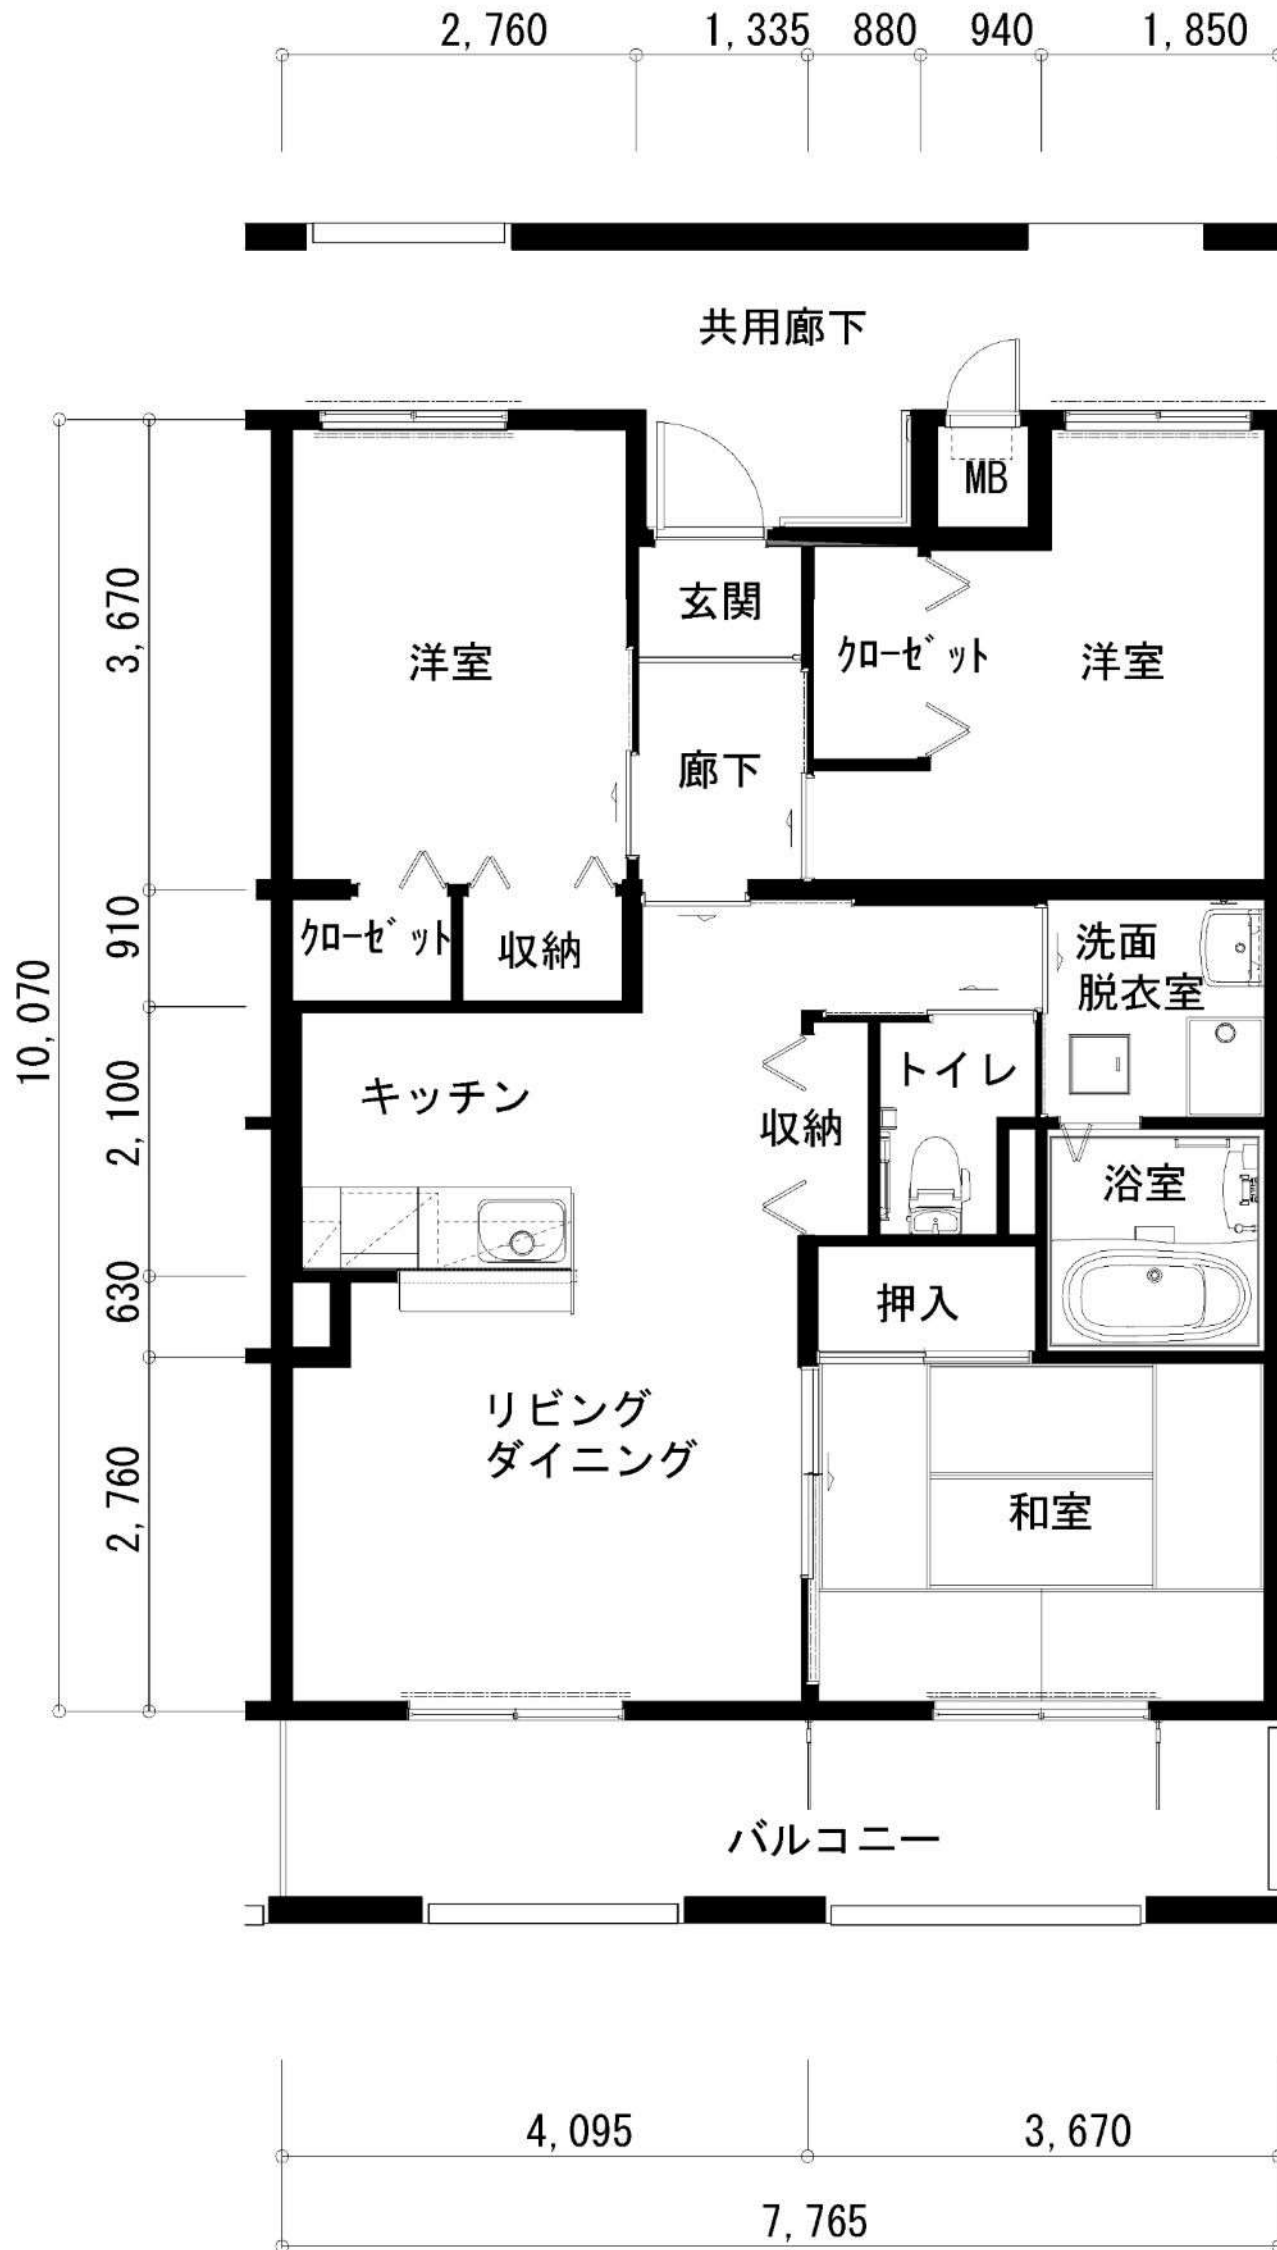 2,760
1,335
880
940
1,850
共用廊下
MB
玄関
洋室
クローゼット
洋室
廊下
3,670
910
10,070
2,100
630
2,760
クローゼット
収納
洗面
脱衣室
キッチン
トイレ
収納
浴室
押入
リビング
ダイニング
和室
バルコニー
4,095
3,670
7,765